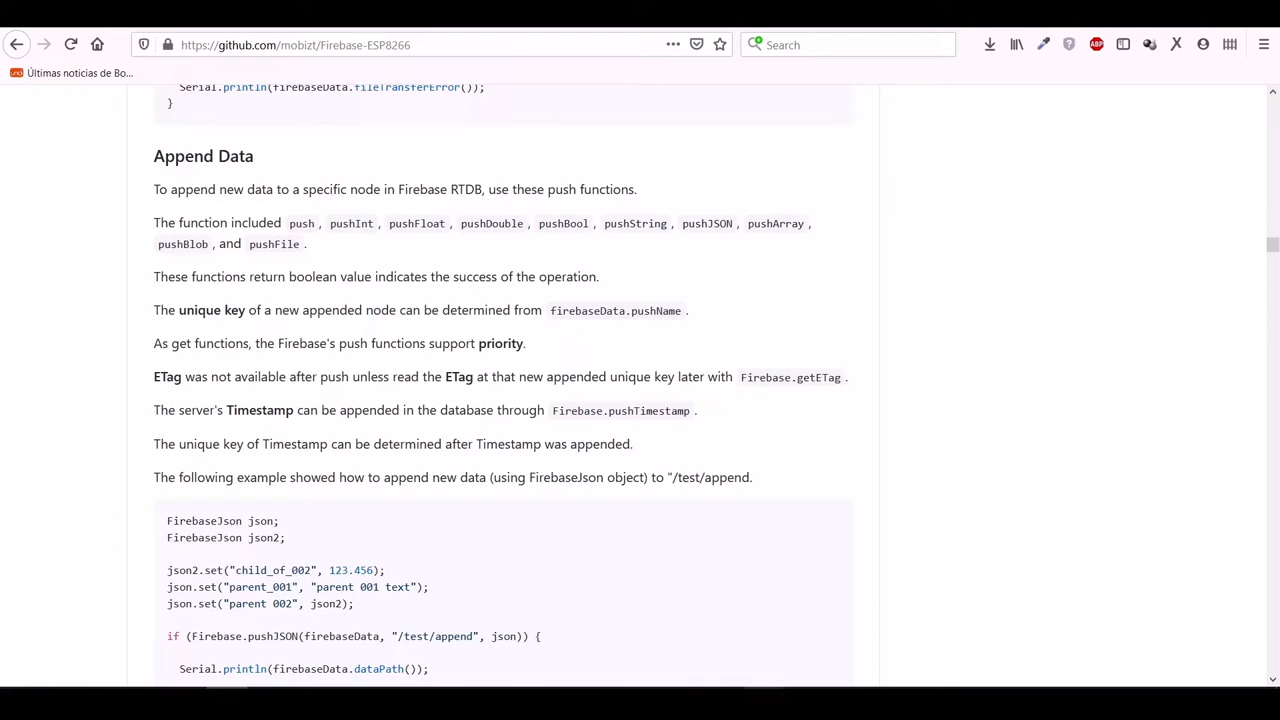 https://github.com/mobizt/Firebase-ESP8266
Search
ABP
Últimas noticias de Bo...
Serial.println(firebaseData.fileTransferError());
}
Append Data
To append new data to a specific node in Firebase RTDB, use these push functions.
The function included push , pushInt , pushFloat , pushDouble , pushBool , pushString , pushJSON , pushArray ,
pushBlob , and pushFile .
These functions return boolean value indicates the success of the operation.
The unique key of a new appended node can be determined from firebaseData.pushName .
As get functions, the Firebase's push functions support priority.
ETag was not available after push unless read the ETag at that new appended unique key later with Firebase.getETag .
The server's Timestamp can be appended in the database through Firebase.pushTimestamp .
The unique key of Timestamp can be determined after Timestamp was appended.
The following example showed how to append new data (using FirebaseJson object) to "/test/append.
FirebaseJson json;
FirebaseJson json2;
json2.set("child_of_002", 123.456);
json.set("parent_001", "parent 001 text");
json.set("parent 002", json2);
if (Firebase.pushJSON(firebaseData, "/test/append", json)) {
Serial.println(firebaseData.dataPath());